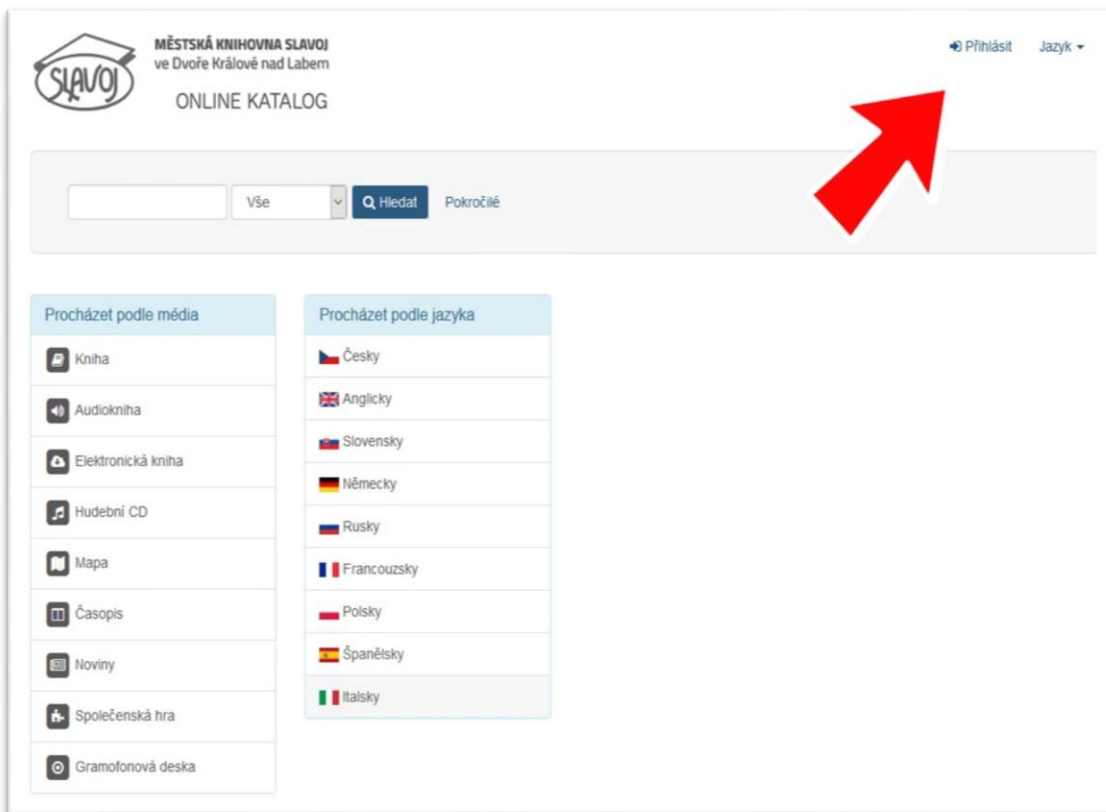 SLAVOJ
MĚSTSKÁ KNIHOVNA SLAVOJ
ve Dvoře Králové nad Labem
ONLINE KATALOG
Přihlásit Jazyk
Vše Hledat Pokročilé
Procházet podle média
Kniha
Audiokniha
Elektronická kniha
Hudební CD
Mapa
Časopis
Noviny
Společenská hra
Gramofonová deska
Procházet podle jazyka
Česky
Anglicky
Slovensky
Německy
Rusky
Francouzsky
Polsky
Španělsky
Italsky